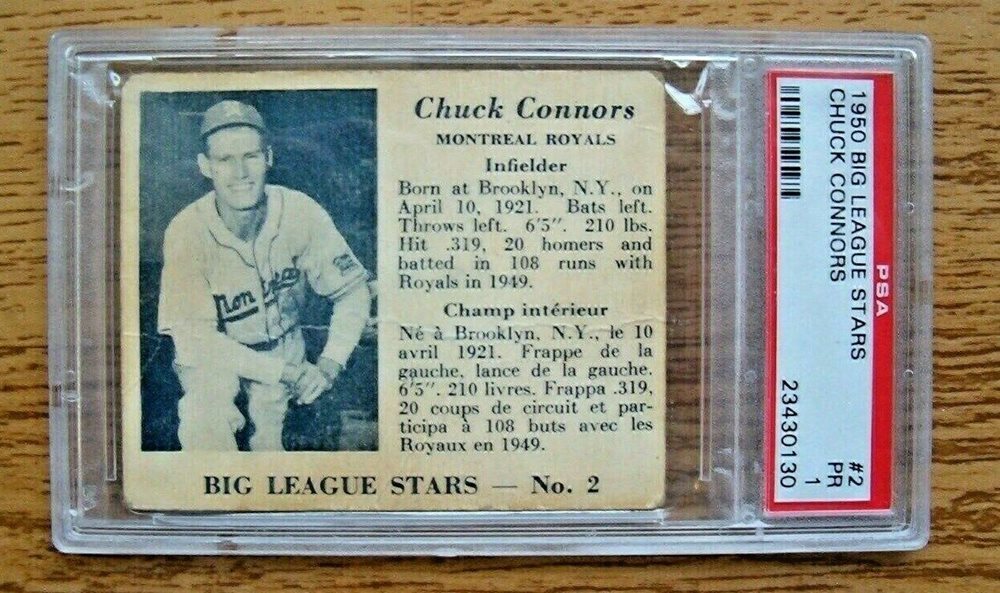 Chuck Connors
MONTREAL ROYALS
Infielder
Born at Brooklyn, N.Y., on
April 10, 1921. Bats left.
Throws left. 6'5". 210 lbs.
Hit .319, 20 homers and
batted in 108 runs with
Royals in 1949.
Champ intérieur
Né à Brooklyn, N.Y., le 10
avril 1921. Frappe de la
gauche, lance de la gauche.
6'5". 210 livres. Frappa .319,
20 coups de circuit et par-
ticipa à 108 buts avec les
Royaux en 1949.
BIG LEAGUE STARS — No. 2
Montreal
PSA
1950 BIG LEAGUE STARS
CHUCK CONNORS
#2
PR
1
23430130